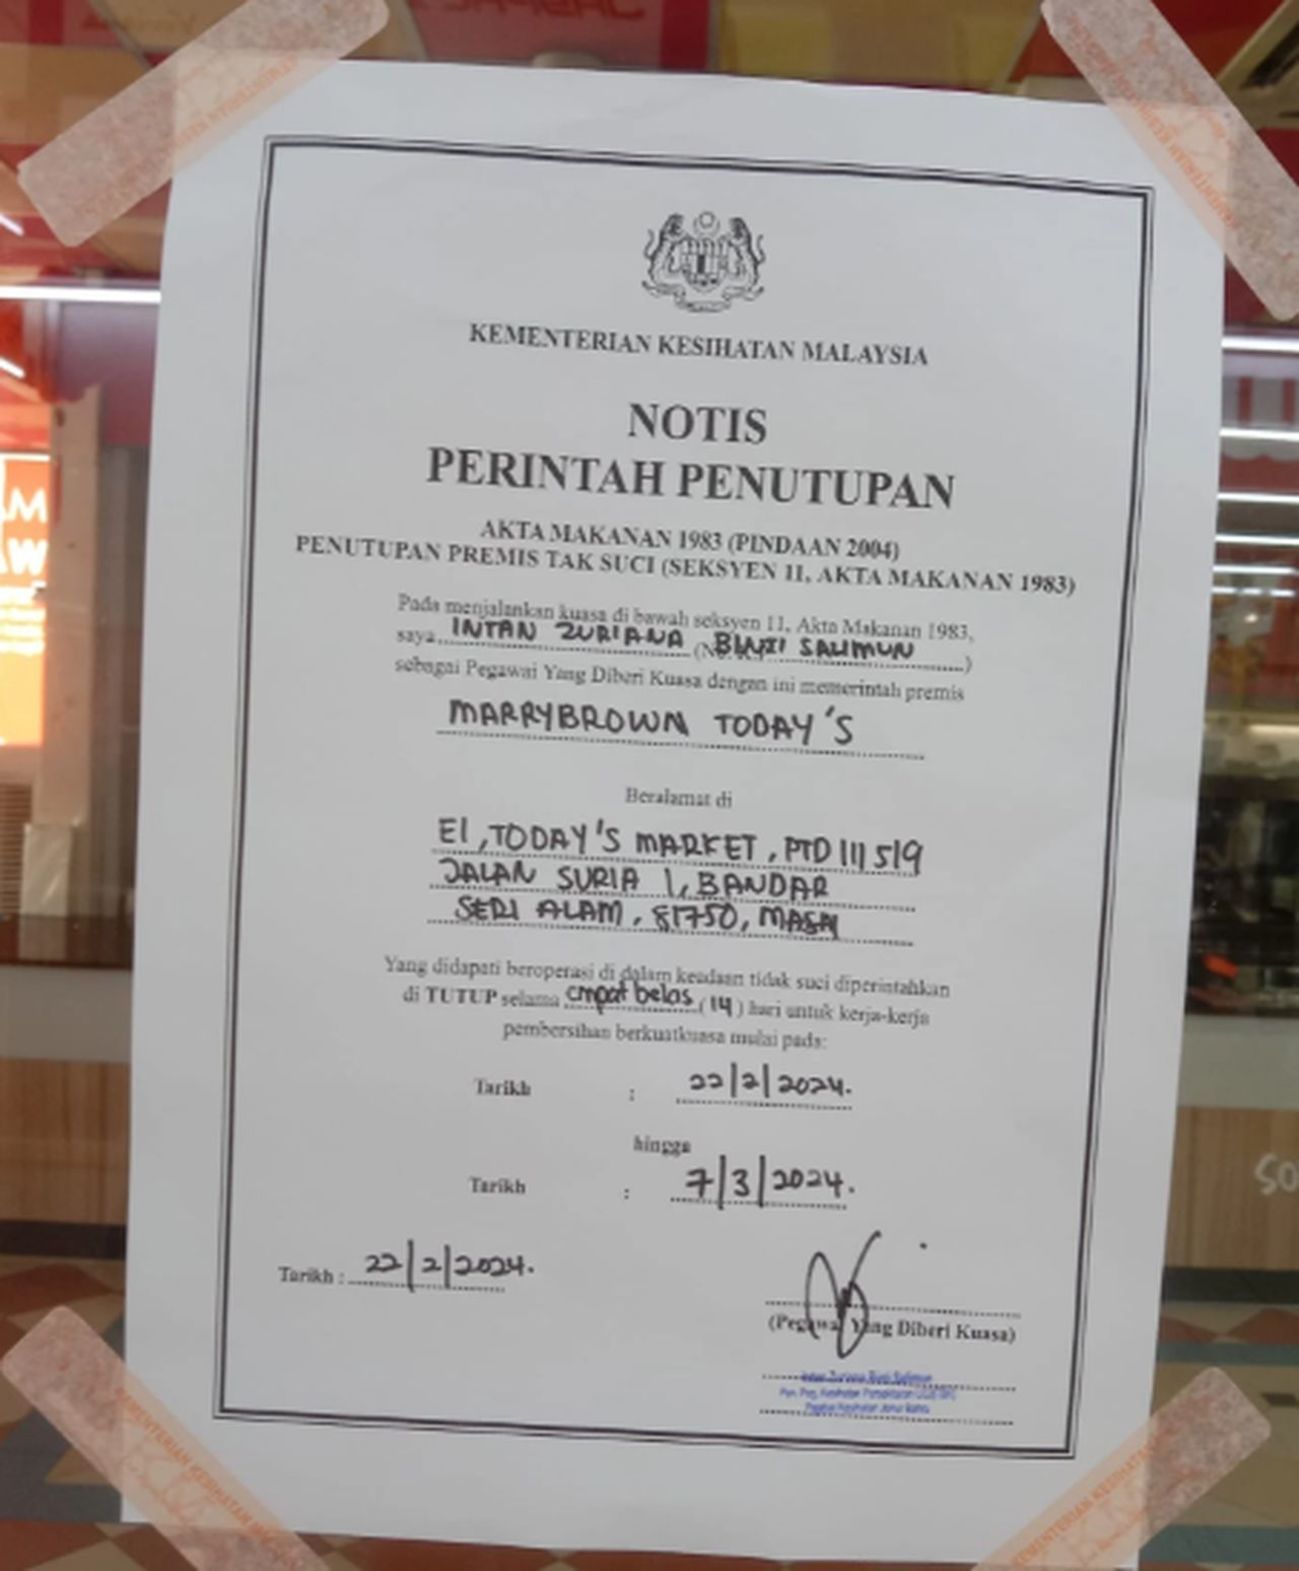 KEMENTERIAN KESIHATAN MALAYSIA
NOTIS
PERINTAH PENUTUPAN
AKTA MAKANAN 1983 (PINDAAN 2004)
PENUTUPAN PREMIS TAK SUCI (SEKSYEN 11, AKTA MAKANAN 1983)
Pada menjalankan kuasa di bawah seksyen 11, Akta Makanan 1983,
saya INTAN ZURIANA BINTI SALIMUN
sebagai Pegawai Yang Diberi Kuasa dengan ini memerintah premis
MARRYBROWN TODAY'S
Beralamat di
E1, TODAY'S MARKET, PTD 111519
JALAN SURIA 1, BANDAR
SERI ALAM, 81750, MASAI
Yang didapati beroperasi di dalam keadaan tidak suci diperintahkan
di TUTUP selama empat belas (14) hari untuk kerja-kerja
pembersihan berkuatkuasa mulai pada:
Tarikh : 22/2/2024.
hingga
Tarikh : 7/3/2024.
Tarikh : 22/2/2024.
(Pegawai Yang Diberi Kuasa)